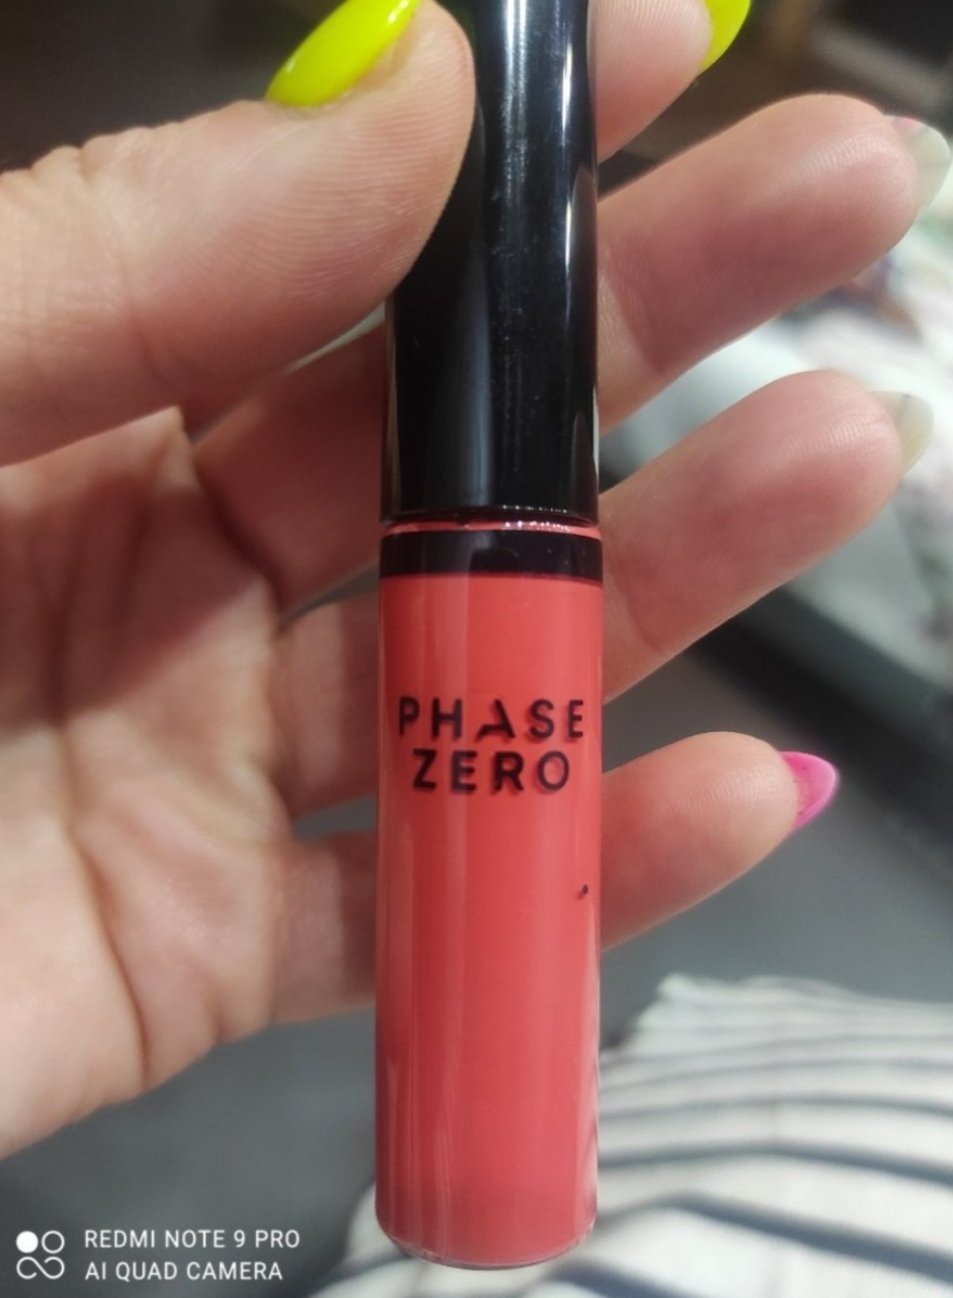 PHASE
ZERO
REDMI NOTE 9 PRO
AI QUAD CAMERA